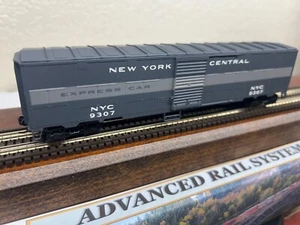 NEW YORK CENTRAL
EXPRESS CAR
NYC
9307
NYC
9307
ADVANCED RAIL SYSTEM